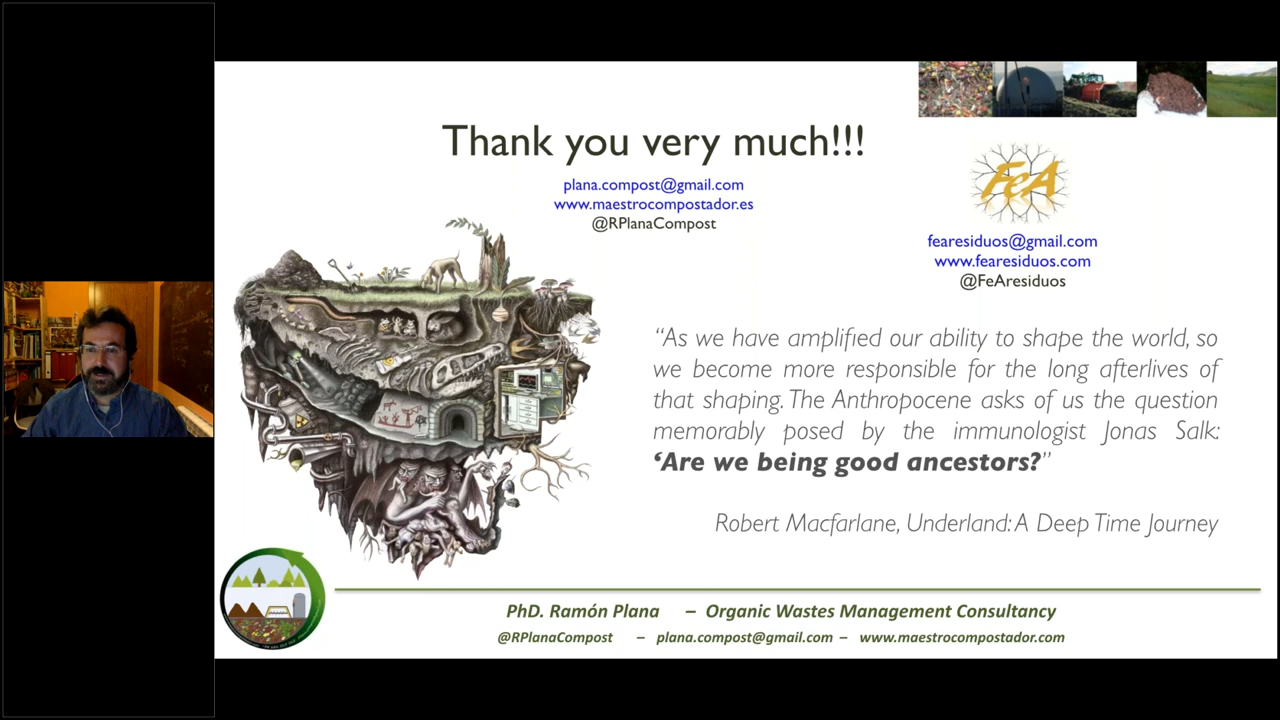 Thank you very much!!!
plana.compost@gmail.com
www.maestrocompostador.es
@RPlanaCompost
FeA
fearesiduos@gmail.com
www.fearesiduos.com
@FeAresiduos
“As we have amplified our ability to shape the world, so
we become more responsible for the long afterlives of
that shaping. The Anthropocene asks of us the question
memorably posed by the immunologist Jonas Salk:
‘Are we being good ancestors?’”
Robert Macfarlane, Underland: A Deep Time Journey
PhD. Ramón Plana – Organic Wastes Management Consultancy
@RPlanaCompost – plana.compost@gmail.com – www.maestrocompostador.com